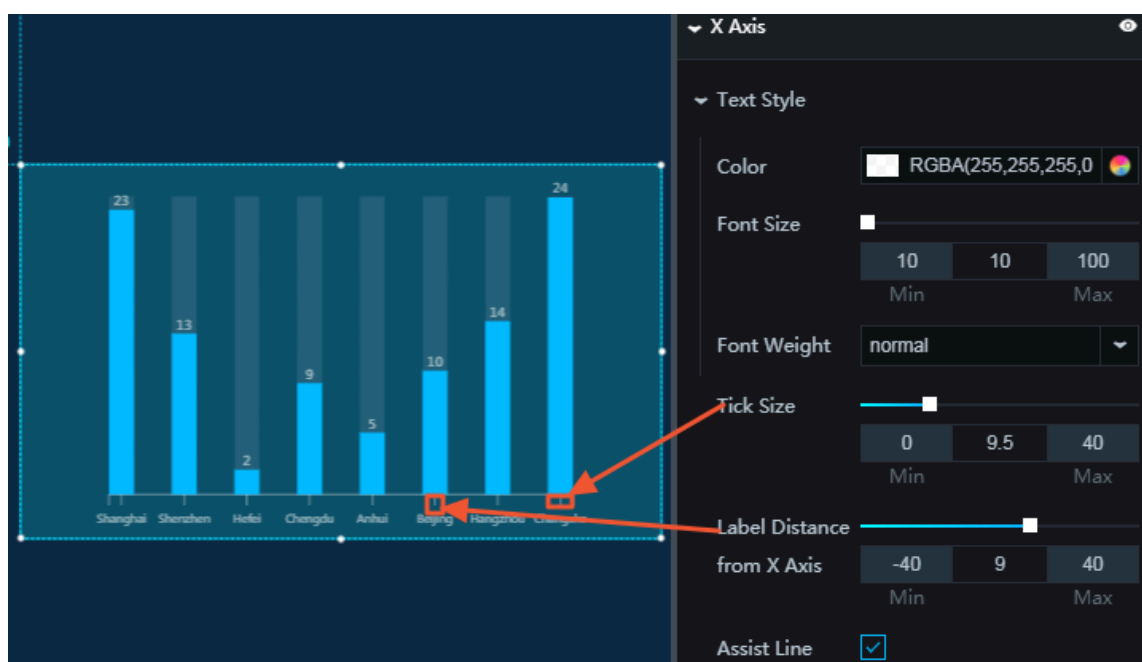 X Axis
Text Style
Color
RGBA(255,255,255,0
Font Size
10 10 100
Min Max
Font Weight normal
Tick Size
0 9.5 40
Min Max
Label Distance
from X Axis
-40 9 40
Min Max
Assist Line
23
13
2
9
5
10
14
24
Shanghai Shenzhen Hefei Chengdu Anhui Beijing Hangzhou